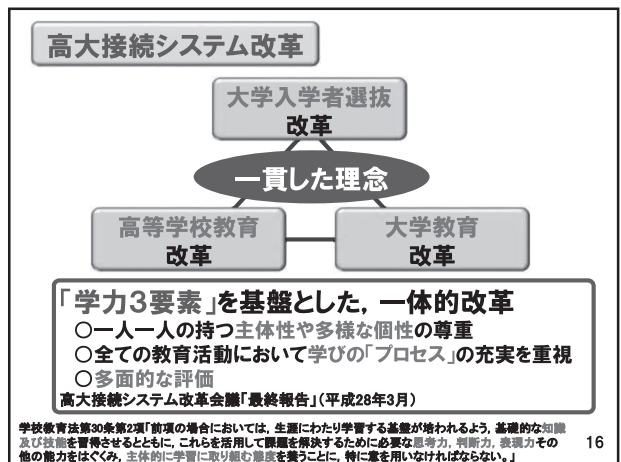 高大接続システム改革
大学入学者選抜
改革
一貫した理念
高等学校教育
改革
大学教育
改革
「学力3要素」を基盤とした，一体的改革
○一人一人の持つ主体性や多様な個性の尊重
○全ての教育活動において学びの「プロセス」の充実を重視
○多面的な評価
高大接続システム改革会議「最終報告」（平成28年3月）
学校教育法第30条第2項「前項の場合においては，生涯にわたり学習する基盤が培われるよう，基礎的な知識
及び技能を習得させるとともに，これらを活用して課題を解決するために必要な思考力，判断力，表現力その
他の能力をはぐくみ，主体的に学習に取り組む態度を養うことに，特に意を用いなければならない。」
16